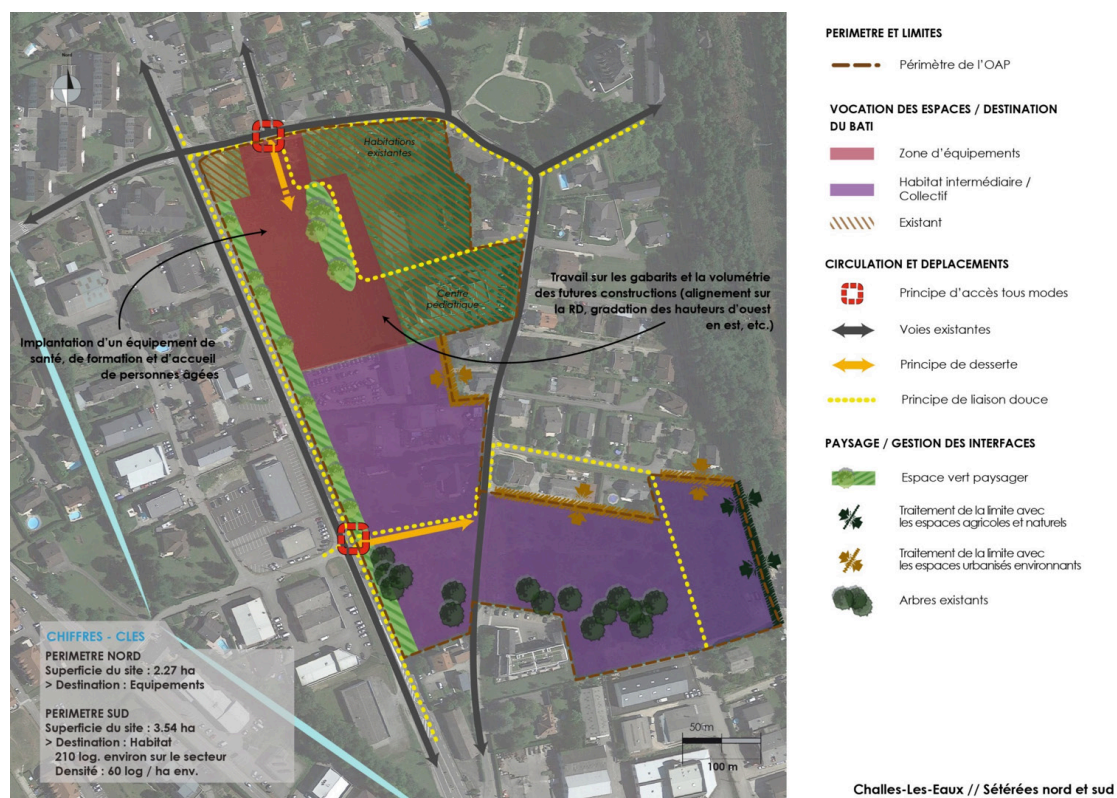 Nord
Habitations
existantes
Centre
pédiatrique
Travail sur les gabarits et la volumétrie
des futures constructions (alignement sur
la RD, gradation des hauteurs d'ouest
en est, etc.)
Implantation d'un équipement de
santé, de formation et d'accueil
de personnes âgées
CHIFFRES - CLES
PERIMETRE NORD
Superficie du site : 2.27 ha
> Destination : Equipements
PERIMETRE SUD
Superficie du site : 3.54 ha
> Destination : Habitat
210 log. environ sur le secteur
Densité : 60 log / ha env.
50 m
100 m
PERIMETRE ET LIMITES
Périmètre de l'OAP
VOCATION DES ESPACES / DESTINATION
DU BATI
Zone d'équipements
Habitat intermédiaire /
Collectif
Existant
CIRCULATION ET DEPLACEMENTS
Principe d'accès tous modes
Voies existantes
Principe de desserte
Principe de liaison douce
PAYSAGE / GESTION DES INTERFACES
Espace vert paysager
Traitement de la limite avec
les espaces agricoles et naturels
Traitement de la limite avec
les espaces urbanisés environnants
Arbres existants
Challes-Les-Eaux // Sétérées nord et sud